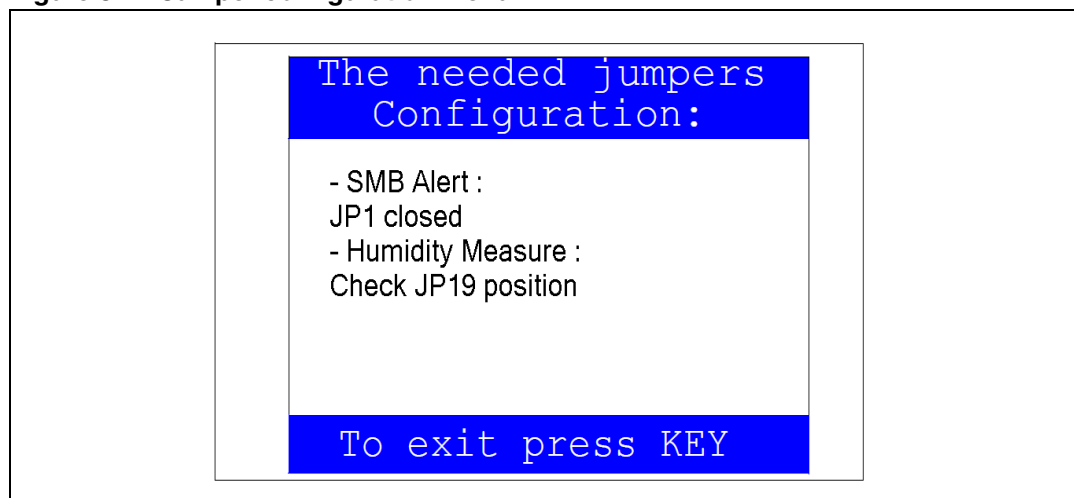 The needed jumpers
Configuration:
- SMB Alert :
JP1 closed
- Humidity Measure :
Check JP19 position
To exit press KEY